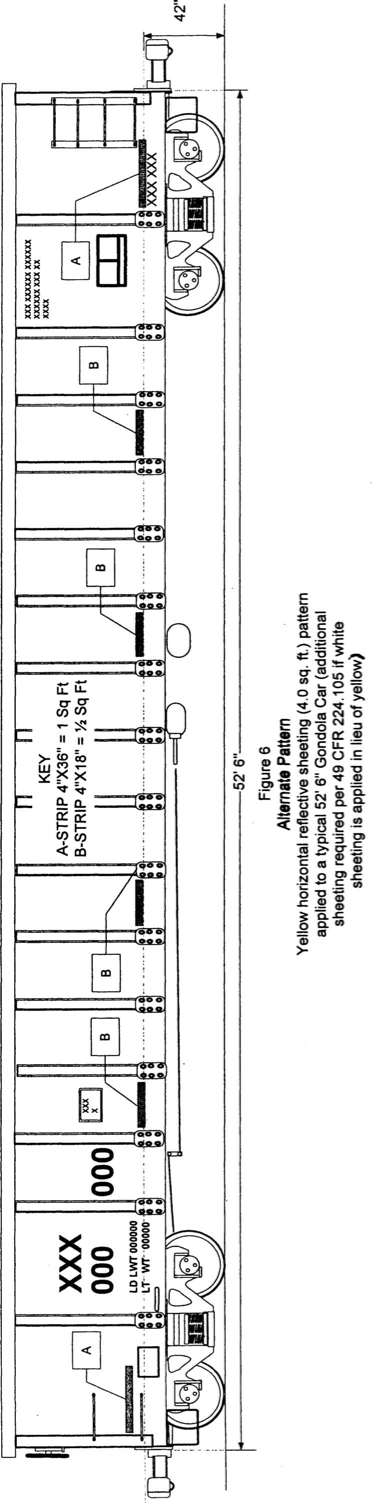 XXX
000
000
LD LWT 000000
LT WT 00000
XXX
X
KEY
A-STRIP 4"X36" = 1 Sq Ft
B-STRIP 4"X18" = ½ Sq Ft
XXX XXXXXX XXXXXX
XXXXXX XXX XX
XXXX
XXX XXX
A
B
B
B
B
A
42"
52' 6"
Figure 6
Alternate Pattern
Yellow horizontal reflective sheeting (4.0 sq. ft.) pattern
applied to a typical 52' 6" Gondola Car (additional
sheeting required per 49 CFR 224.105 if white
sheeting is applied in lieu of yellow)